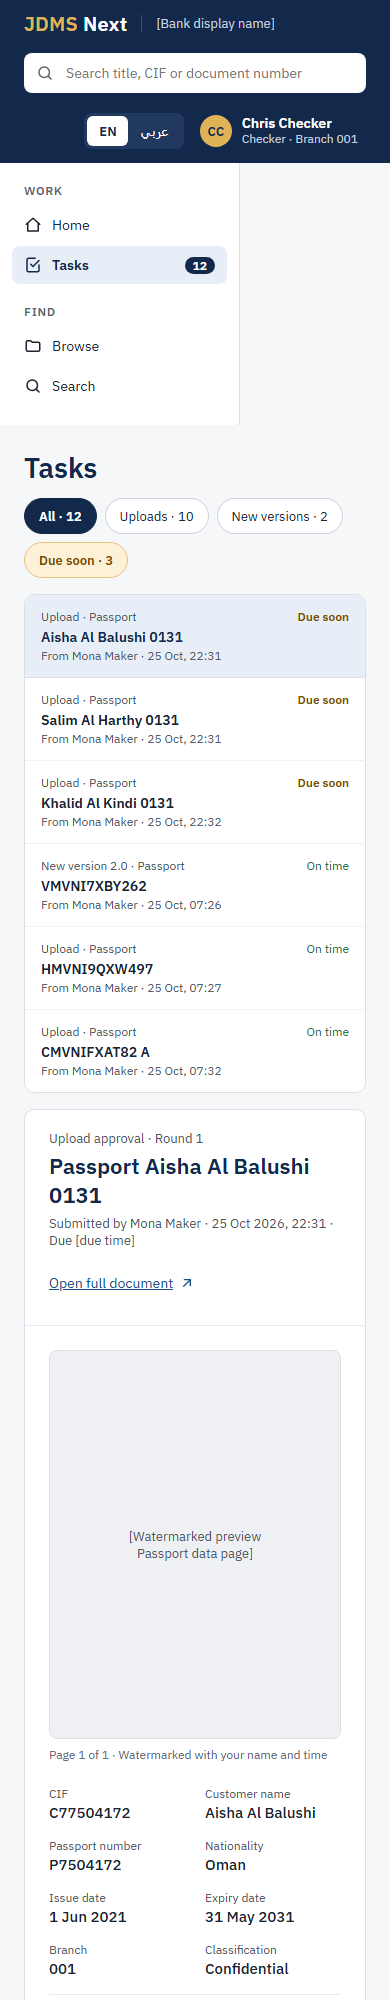 JDMS Next
[Bank display name]
Search title, CIF or document number
EN
عربي
CC
Chris Checker
Checker · Branch 001
WORK
Home
Tasks
12
FIND
Browse
Search
Tasks
All · 12
Uploads · 10
New versions · 2
Due soon · 3
Upload · Passport
Due soon
Aisha Al Balushi 0131
From Mona Maker · 25 Oct, 22:31
Upload · Passport
Due soon
Salim Al Harthy 0131
From Mona Maker · 25 Oct, 22:31
Upload · Passport
Due soon
Khalid Al Kindi 0131
From Mona Maker · 25 Oct, 22:32
New version 2.0 · Passport
On time
VMVNI7XBY262
From Mona Maker · 25 Oct, 07:26
Upload · Passport
On time
HMVNI9QXW497
From Mona Maker · 25 Oct, 07:27
Upload · Passport
On time
CMVNIFXAT82 A
From Mona Maker · 25 Oct, 07:32
Upload approval · Round 1
Passport Aisha Al Balushi
0131
Submitted by Mona Maker · 25 Oct 2026, 22:31 ·
Due [due time]
Open full document
[Watermarked preview
Passport data page]
Page 1 of 1 · Watermarked with your name and time
CIF
C77504172
Customer name
Aisha Al Balushi
Passport number
P7504172
Nationality
Oman
Issue date
1 Jun 2021
Expiry date
31 May 2031
Branch
001
Classification
Confidential